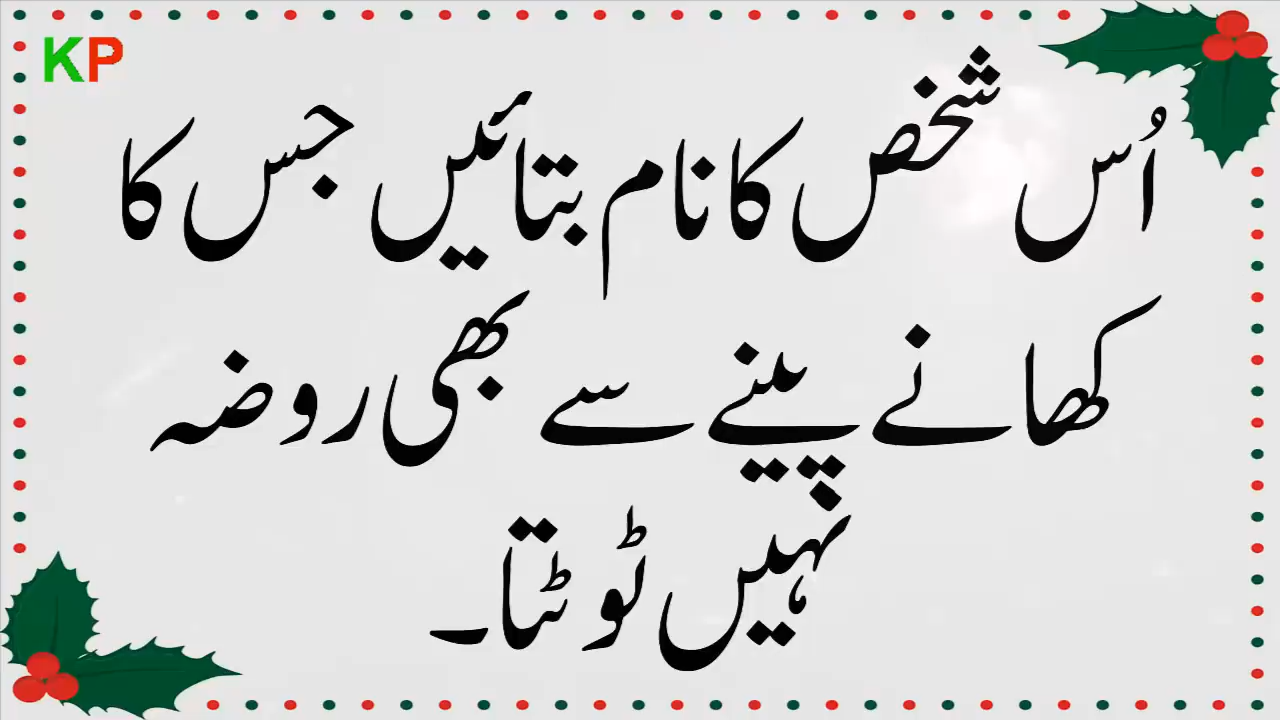 KP
اُس شخص کا نام بتائیں جس کا
کھانے پینے سے بھی روضہ
نہیں ٹوٹتا۔